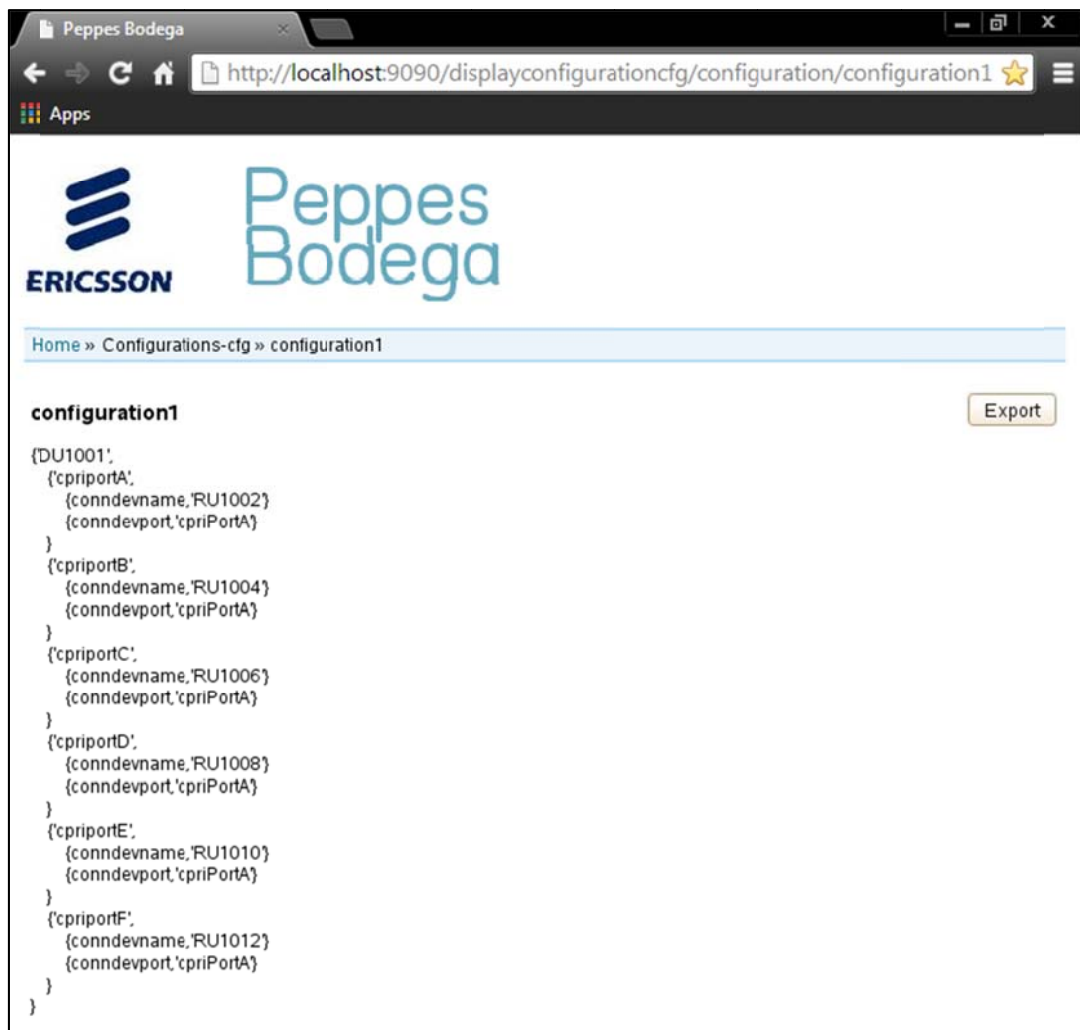 Peppes Bodega
http://localhost:9090/displayconfigurationcfg/configuration/configuration1
Apps
ERICSSON
Peppes
Bodega
Home » Configurations-cfg » configuration1
configuration1
Export
{'DU1001',
{'cpriportA',
{conndevname,'RU1002'}
{conndevport,'cpriPortA'}
}
{'cpriportB',
{conndevname,'RU1004'}
{conndevport,'cpriPortA'}
}
{'cpriportC',
{conndevname,'RU1006'}
{conndevport,'cpriPortA'}
}
{'cpriportD',
{conndevname,'RU1008'}
{conndevport,'cpriPortA'}
}
{'cpriportE',
{conndevname,'RU1010'}
{conndevport,'cpriPortA'}
}
{'cpriportF',
{conndevname,'RU1012'}
{conndevport,'cpriPortA'}
}
}